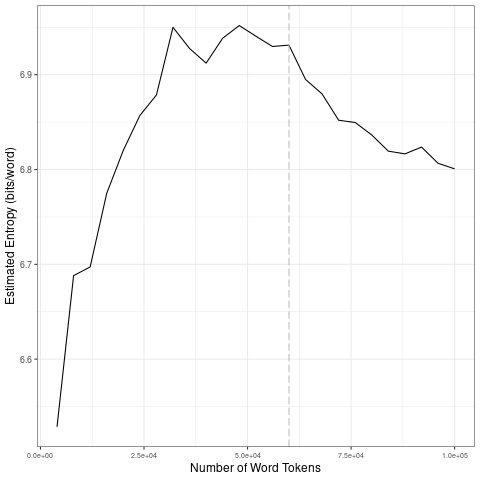 Estimated Entropy (bits/word)
6.9
6.8
6.7
6.6
0.0e+00 2.5e+04 5.0e+04 7.5e+04 1.0e+05
Number of Word Tokens